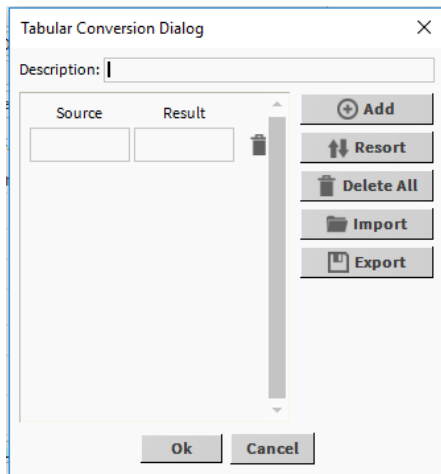 Tabular Conversion Dialog
Description:
Source Result
Add
Resort
Delete All
Import
Export
Ok Cancel